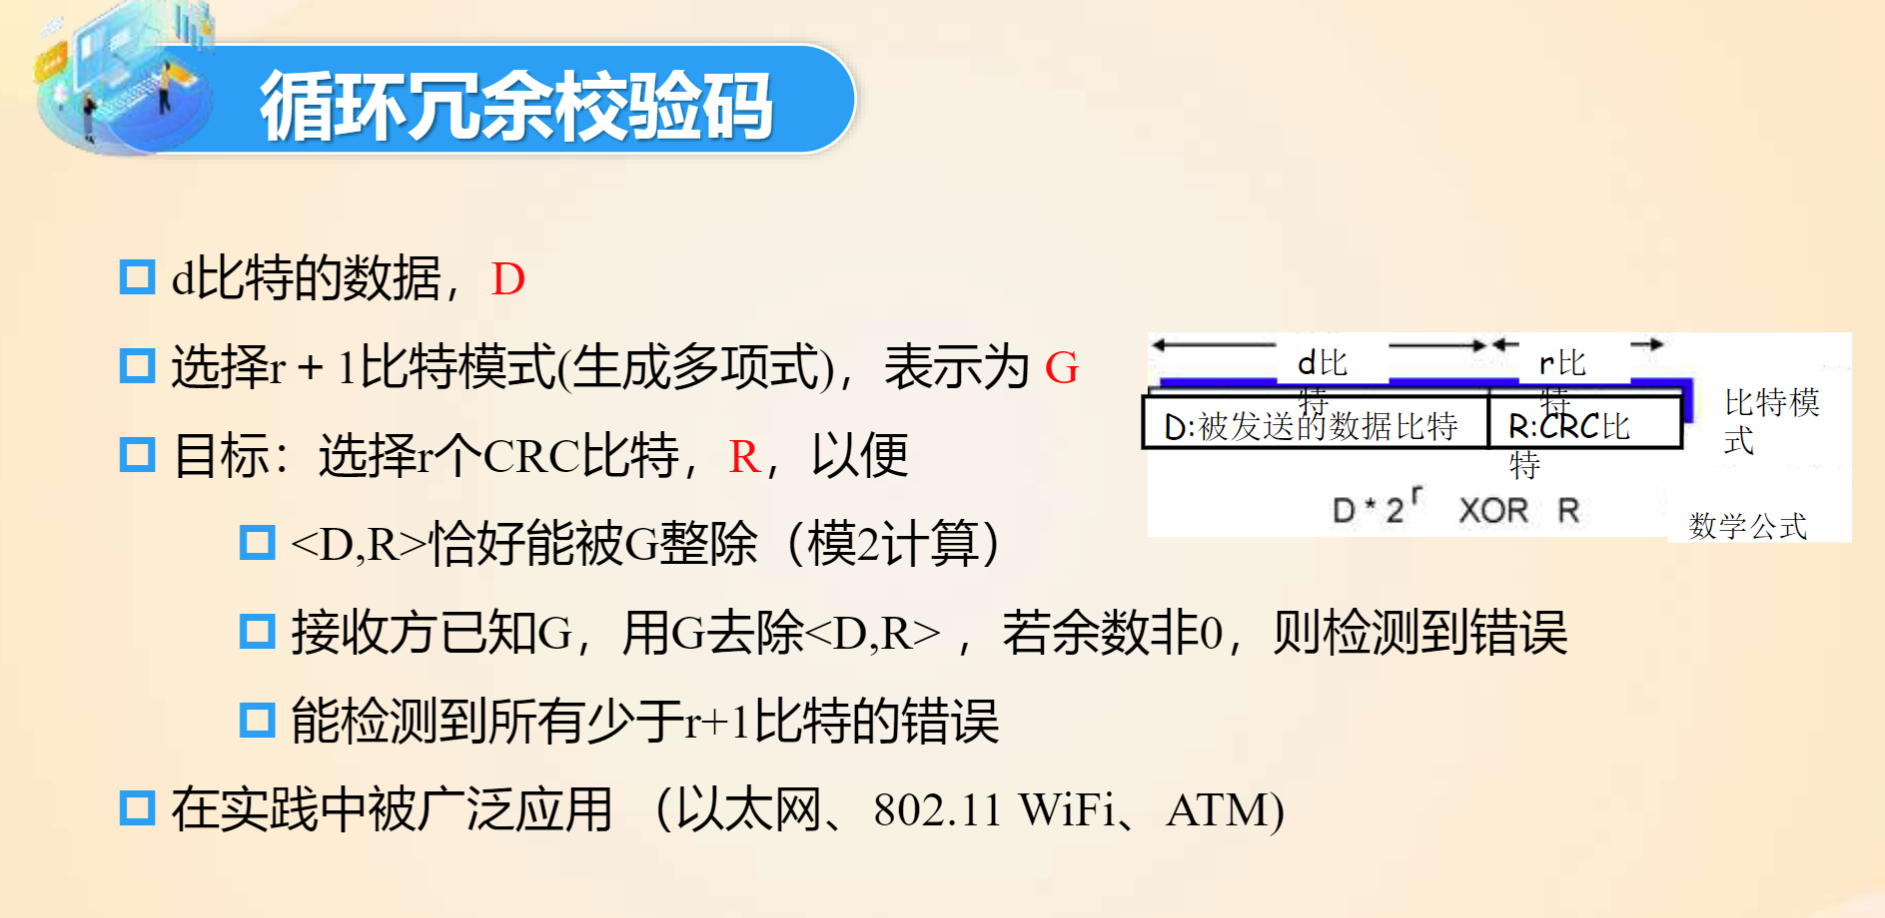 循环冗余校验码
d比特的数据，D
选择r + 1比特模式(生成多项式)，表示为 G
目标：选择r个CRC比特，R，以便
<D,R>恰好能被G整除（模2计算）
接收方已知G，用G去除<D,R> ，若余数非0，则检测到错误
能检测到所有少于r+1比特的错误
在实践中被广泛应用 （以太网、802.11 WiFi、ATM)
d比
特
r比
特
D:被发送的数据比特
R:CRC比
特
比特模
式
D * 2^r XOR R
数学公式